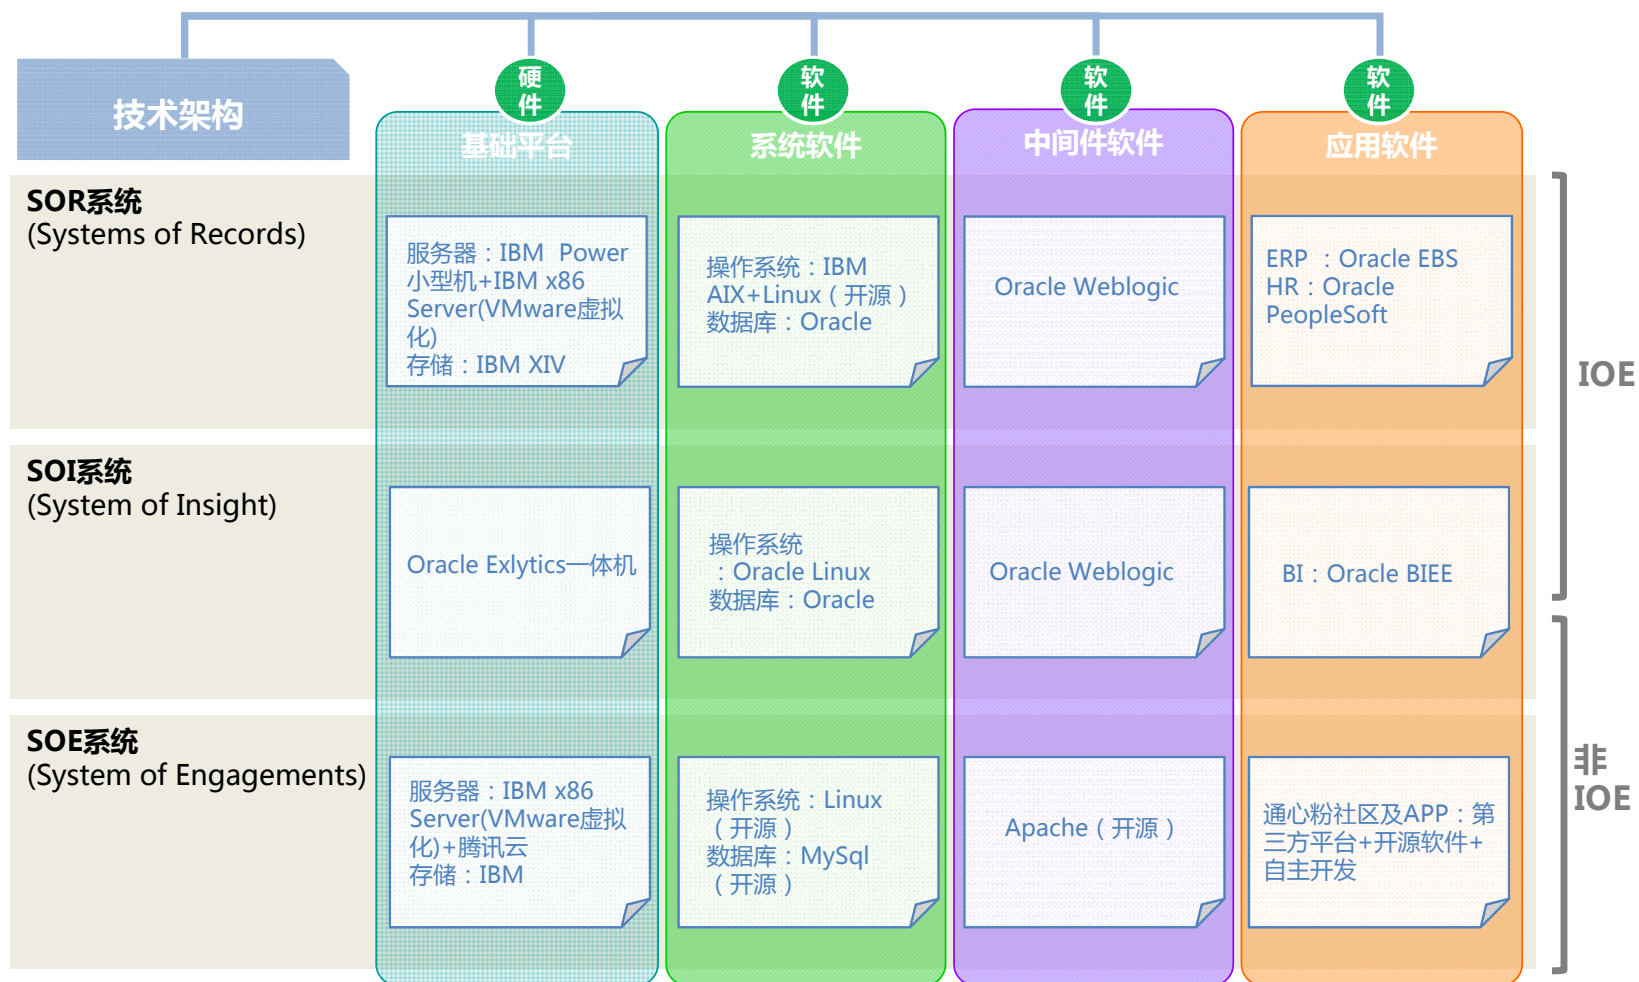 硬
件
软
件
软
件
软
件
技术架构
基础平台
系统软件
中间件软件
应用软件
SOR系统
(Systems of Records)
服务器：IBM  Power
小型机+IBM x86
Server(VMware虚拟
化)
存储：IBM XIV
操作系统：IBM
AIX+Linux（开源）
数据库：Oracle
Oracle Weblogic
ERP ：Oracle EBS
HR：Oracle
PeopleSoft
IOE
SOI系统
(System of Insight)
Oracle Exlytics一体机
操作系统
：Oracle Linux
数据库：Oracle
Oracle Weblogic
BI：Oracle BIEE
SOE系统
(System of Engagements)
服务器：IBM x86
Server(VMware虚拟
化)+腾讯云
存储：IBM
操作系统：Linux
（开源）
数据库：MySql
（开源）
Apache（开源）
通心粉社区及APP：第
三方平台+开源软件+
自主开发
非
IOE